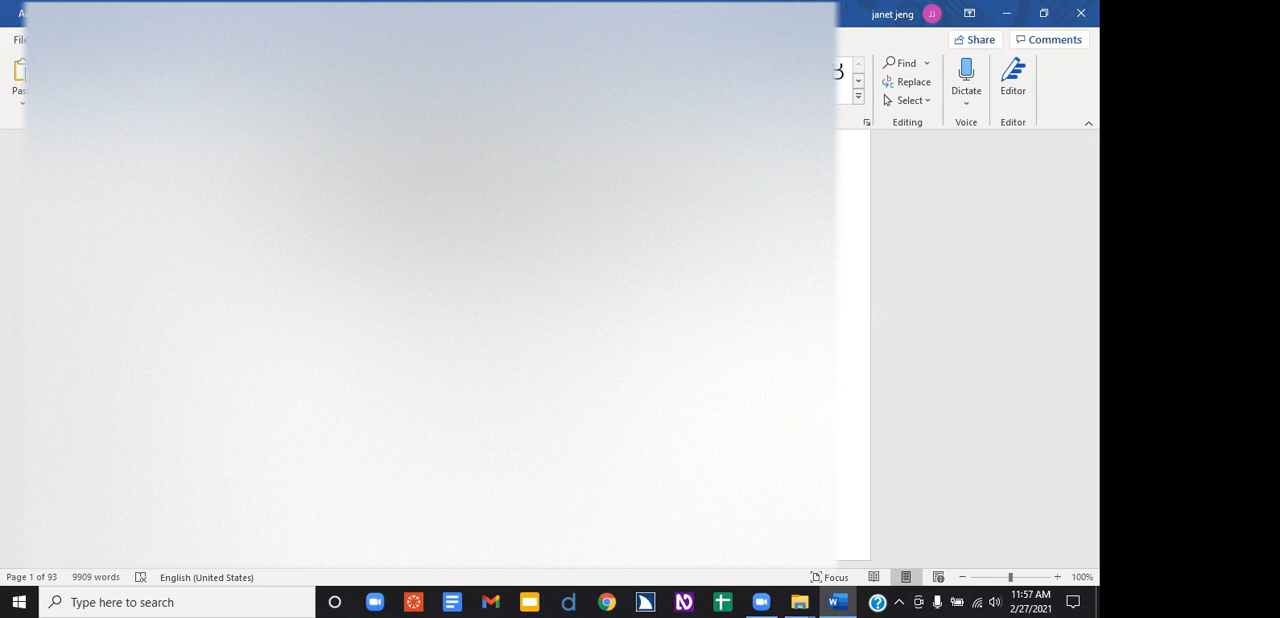 janet jeng JJ
Share Comments
Find
Replace
Select
Dictate
Editor
Editing Voice Editor
Page 1 of 93 9909 words English (United States) Focus 100%
Type here to search
11:57 AM
2/27/2021